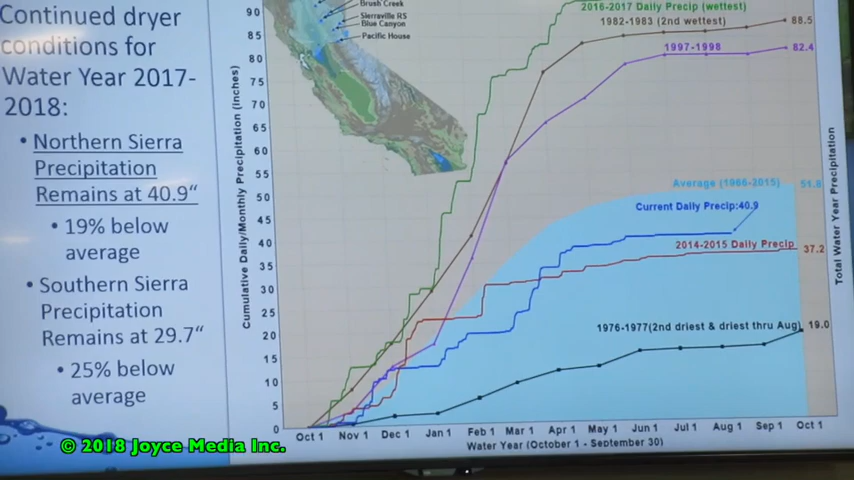 Continued dryer
conditions for
Water Year 2017-
2018:
• Northern Sierra
Precipitation
Remains at 40.9“
• 19% below
average
• Southern Sierra
Precipitation
Remains at 29.7“
• 25% below
average
© 2018 Joyce Media Inc.
Brush Creek
Sierraville RS
Blue Canyon
Pacific House
2016-2017 Daily Precip (wettest)
1982-1983 (2nd wettest)
88.5
1997-1998
82.4
Average (1966-2015)
51.8
Current Daily Precip:40.9
2014-2015 Daily Precip
37.2
1976-1977(2nd driest & driest thru Aug)
19.0
Cumulative Daily/Monthly Precipitation (inches)
90
85
80
75
70
65
60
55
50
45
40
35
30
25
20
15
10
5
0
Total Water Year Precipitation
Oct 1 Nov 1 Dec 1 Jan 1 Feb 1 Mar 1 Apr 1 May 1 Jun 1 Jul 1 Aug 1 Sep 1 Oct 1
Water Year (October 1 - September 30)